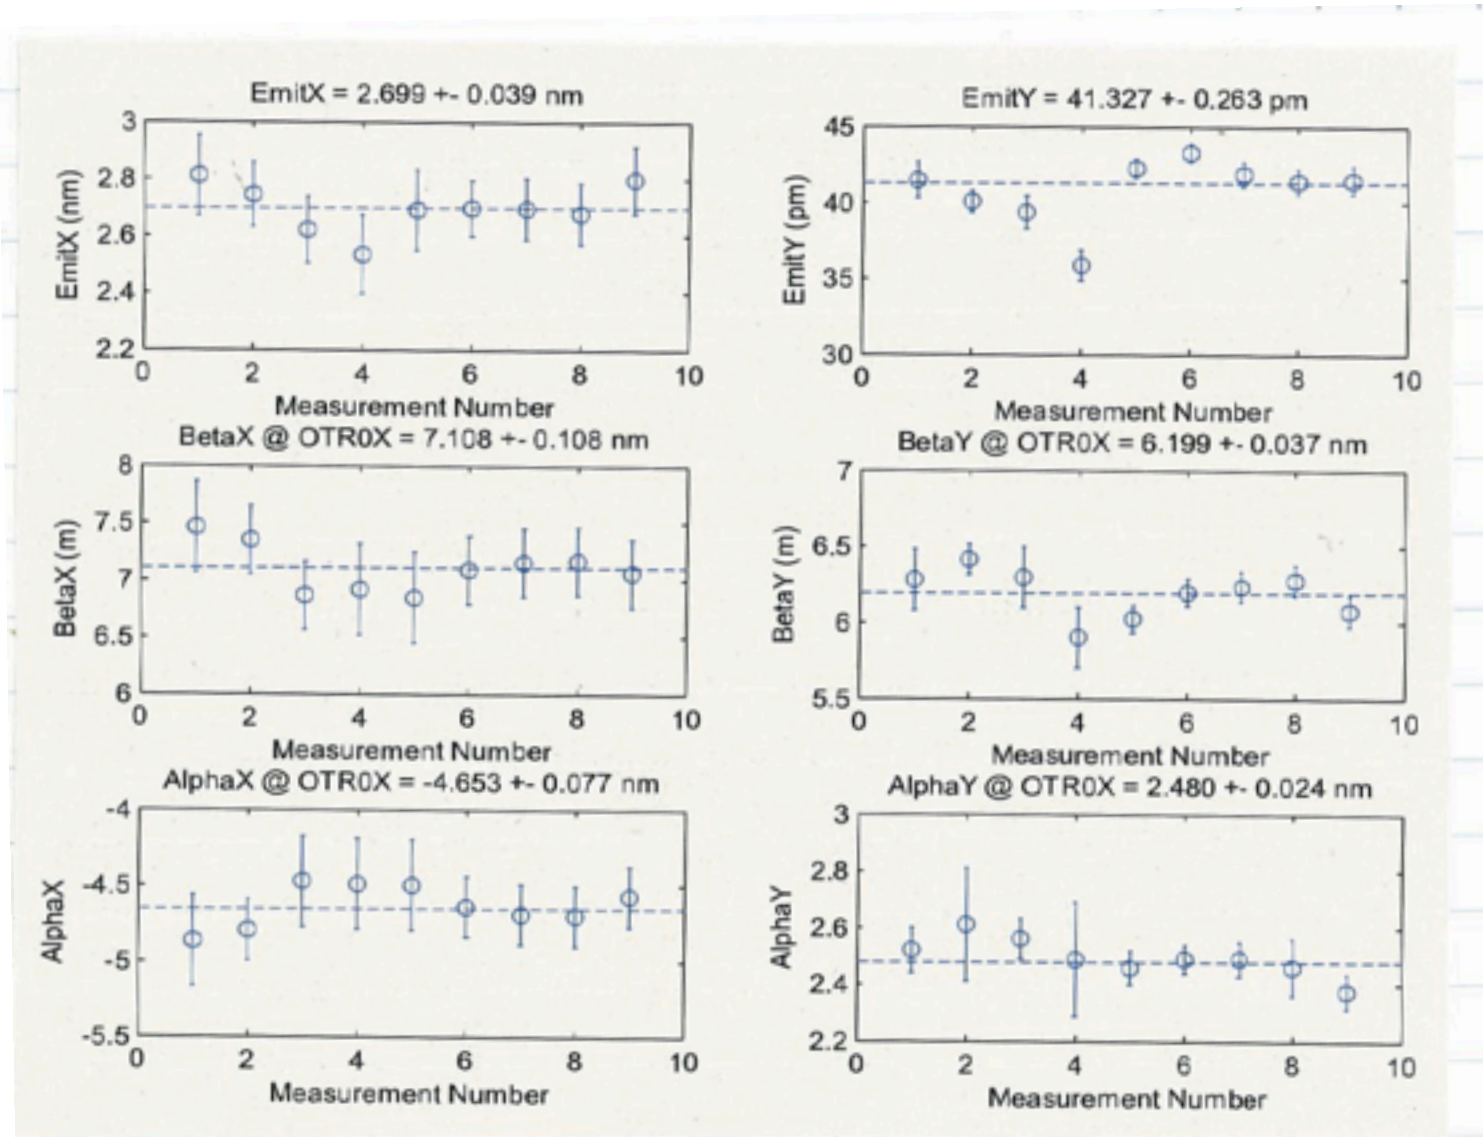 EmitX = 2.699 +- 0.039 nm
3
2.8
2.6
2.4
2.2
EmitX (nm)
0 2 4 6 8 10
Measurement Number
EmitY = 41.327 +- 0.263 pm
45
40
35
30
EmitY (pm)
0 2 4 6 8 10
Measurement Number
BetaX @ OTR0X = 7.108 +- 0.108 nm
8
7.5
7
6.5
6
BetaX (m)
0 2 4 6 8 10
Measurement Number
BetaY @ OTR0X = 6.199 +- 0.037 nm
7
6.5
6
5.5
BetaY (m)
0 2 4 6 8 10
Measurement Number
AlphaX @ OTR0X = -4.653 +- 0.077 nm
-4
-4.5
-5
-5.5
AlphaX
0 2 4 6 8 10
Measurement Number
AlphaY @ OTR0X = 2.480 +- 0.024 nm
3
2.8
2.6
2.4
2.2
AlphaY
0 2 4 6 8 10
Measurement Number